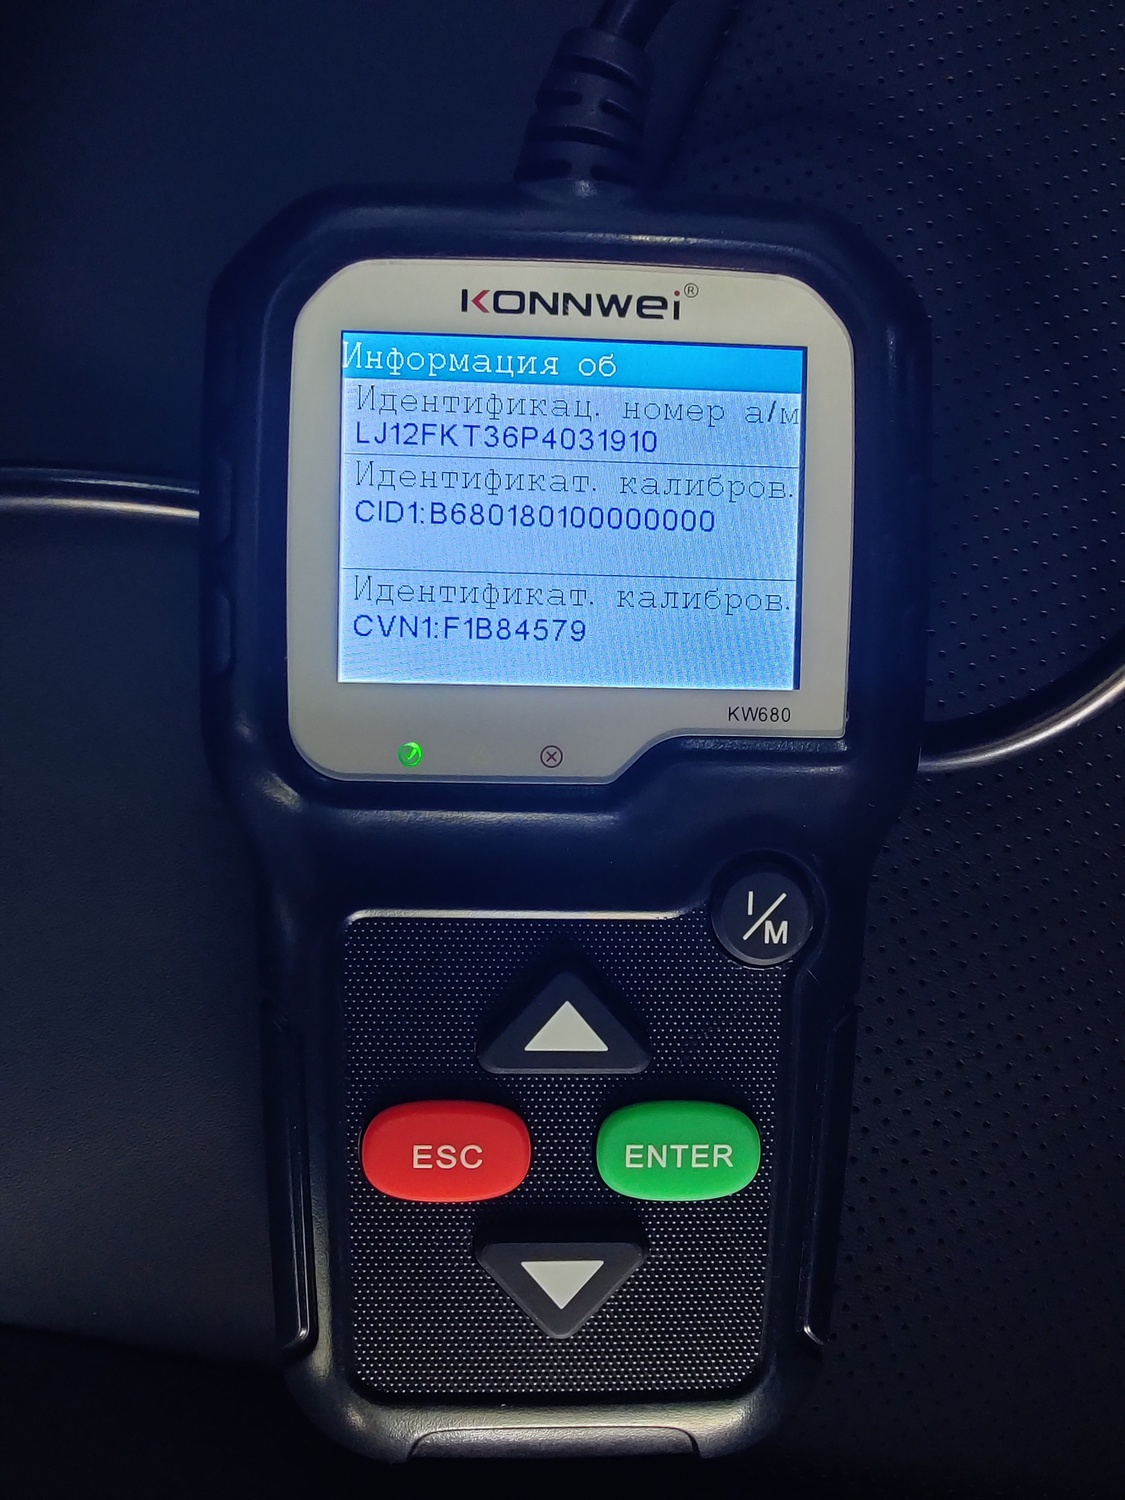 KONNWEI®
Информация об
Идентификац. номер а/м
LJ12FKT36P4031910
Идентификат. калибров.
CID1:B680180100000000
Идентификат. калибров.
CVN1:F1B84579
KW680
I/M
ESC
ENTER